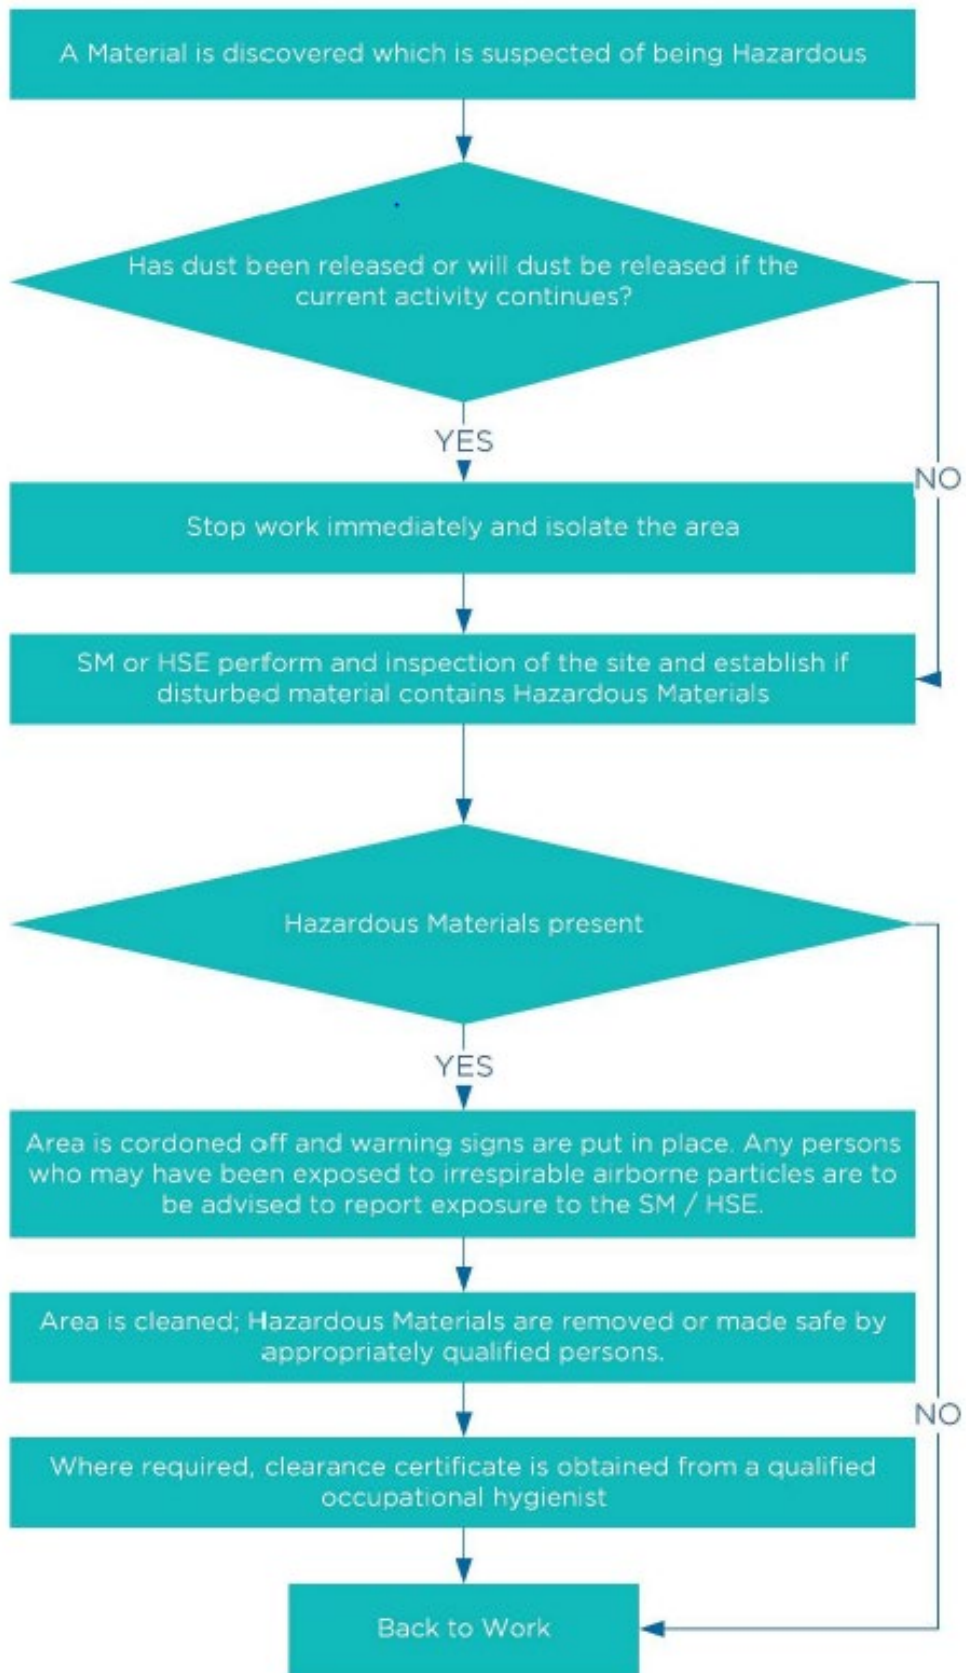 A Material is discovered which is suspected of being Hazardous
Has dust been released or will dust be released if the
current activity continues?
YES
NO
Stop work immediately and isolate the area
SM or HSE perform and inspection of the site and establish if
disturbed material contains Hazardous Materials
Hazardous Materials present
YES
Area is cordoned off and warning signs are put in place. Any persons
who may have been exposed to irrespirable airborne particles are to
be advised to report exposure to the SM / HSE.
Area is cleaned; Hazardous Materials are removed or made safe by
appropriately qualified persons.
NO
Where required, clearance certificate is obtained from a qualified
occupational hygienist
Back to Work